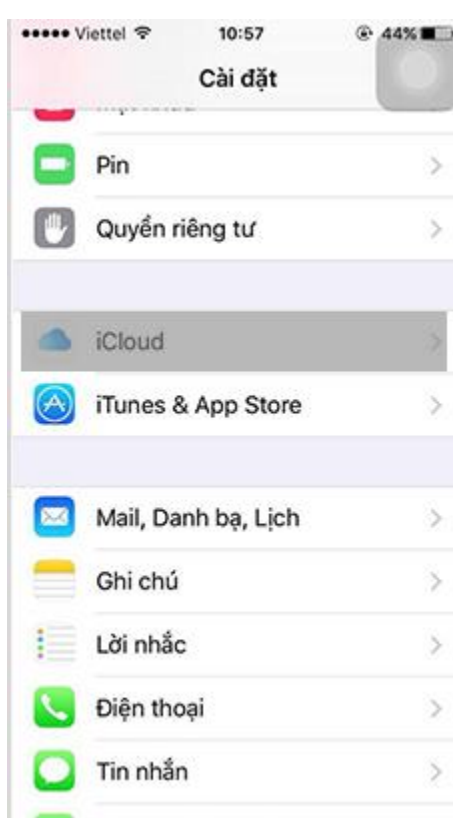 Viettel 10:57 44%
Cài đặt
Pin
Quyền riêng tư
iCloud
iTunes & App Store
Mail, Danh bạ, Lịch
Ghi chú
Lời nhắc
Điện thoại
Tin nhắn